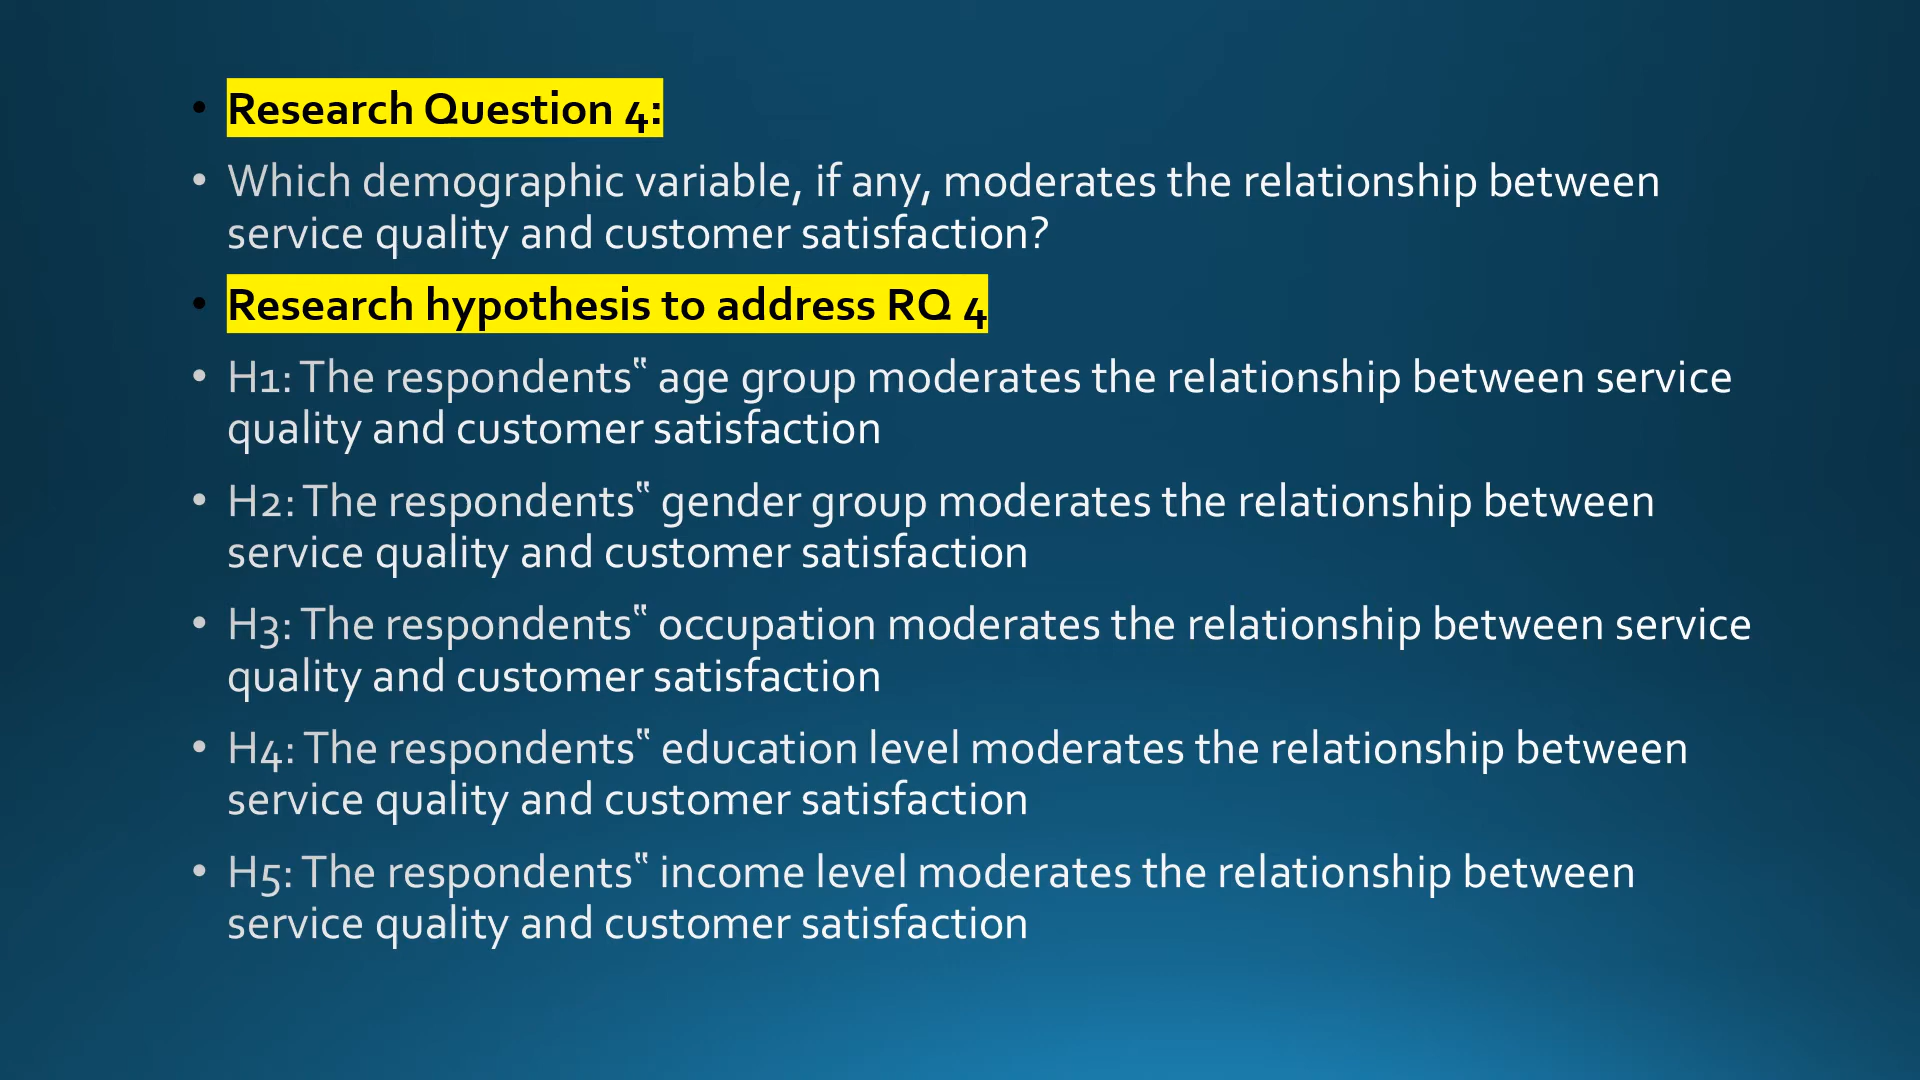 • Research Question 4:
• Which demographic variable, if any, moderates the relationship between
service quality and customer satisfaction?
• Research hypothesis to address RQ 4
• H1: The respondents‟ age group moderates the relationship between service
quality and customer satisfaction
• H2: The respondents‟ gender group moderates the relationship between
service quality and customer satisfaction
• H3: The respondents‟ occupation moderates the relationship between service
quality and customer satisfaction
• H4: The respondents‟ education level moderates the relationship between
service quality and customer satisfaction
• H5: The respondents‟ income level moderates the relationship between
service quality and customer satisfaction